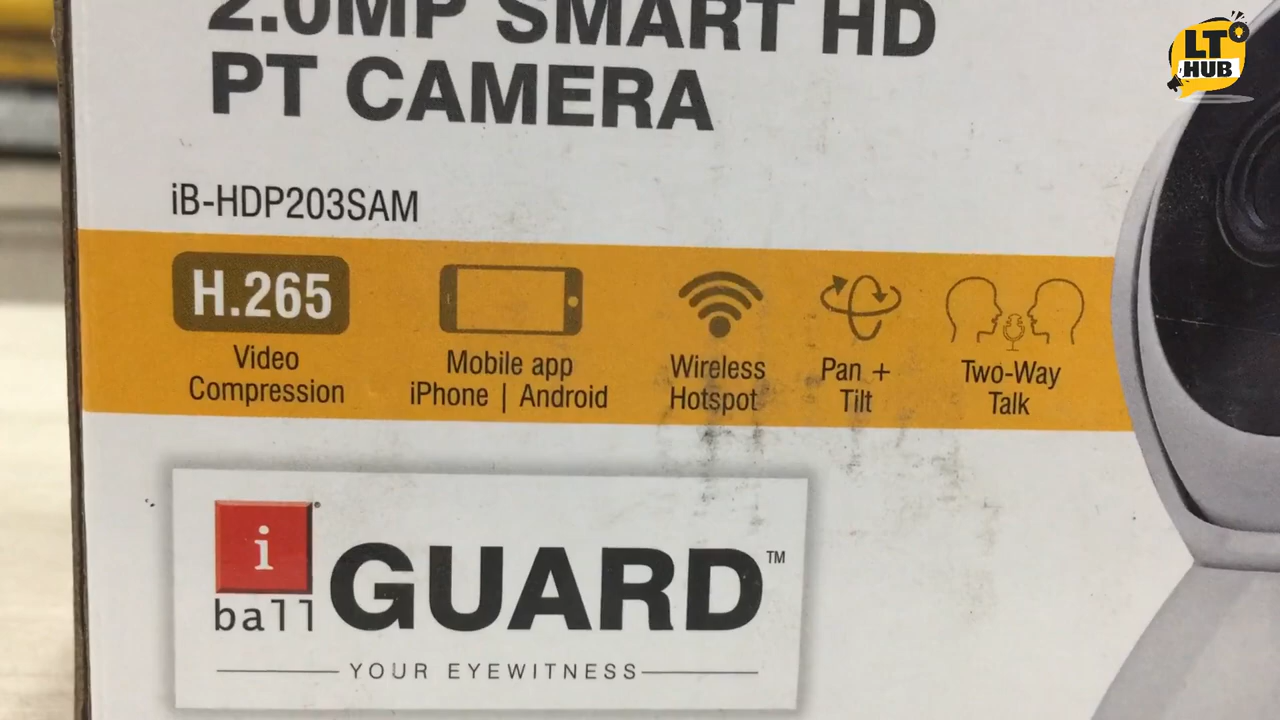 2.0MP SMART HD
PT CAMERA
iB-HDP203SAM
H.265
Video
Compression
Mobile app
iPhone | Android
Wireless
Hotspot
Pan +
Tilt
Two-Way
Talk
i
ball
GUARD™
YOUR EYEWITNESS
LT
HUB